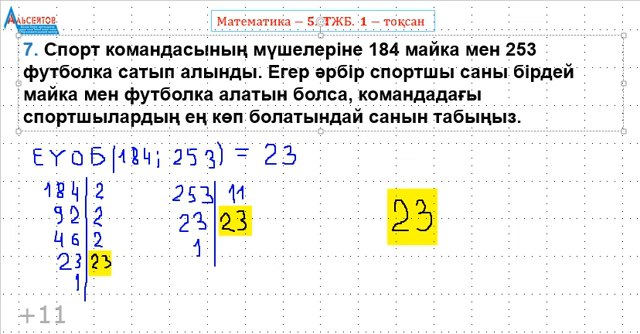 АЛЬСЕЙТОВ
Математика – 5. ТЖБ. 1 – тоқсан
7. Спорт командасының мүшелеріне 184 майка мен 253
футболка сатып алынды. Егер әрбір спортшы саны бірдей
майка мен футболка алатын болса, командадағы
спортшылардың ең көп болатындай санын табыңыз.
ЕҮОБ(184; 253) = 23
184 2
92 2
46 2
23 23
1
253 11
23 23
1
23
+11